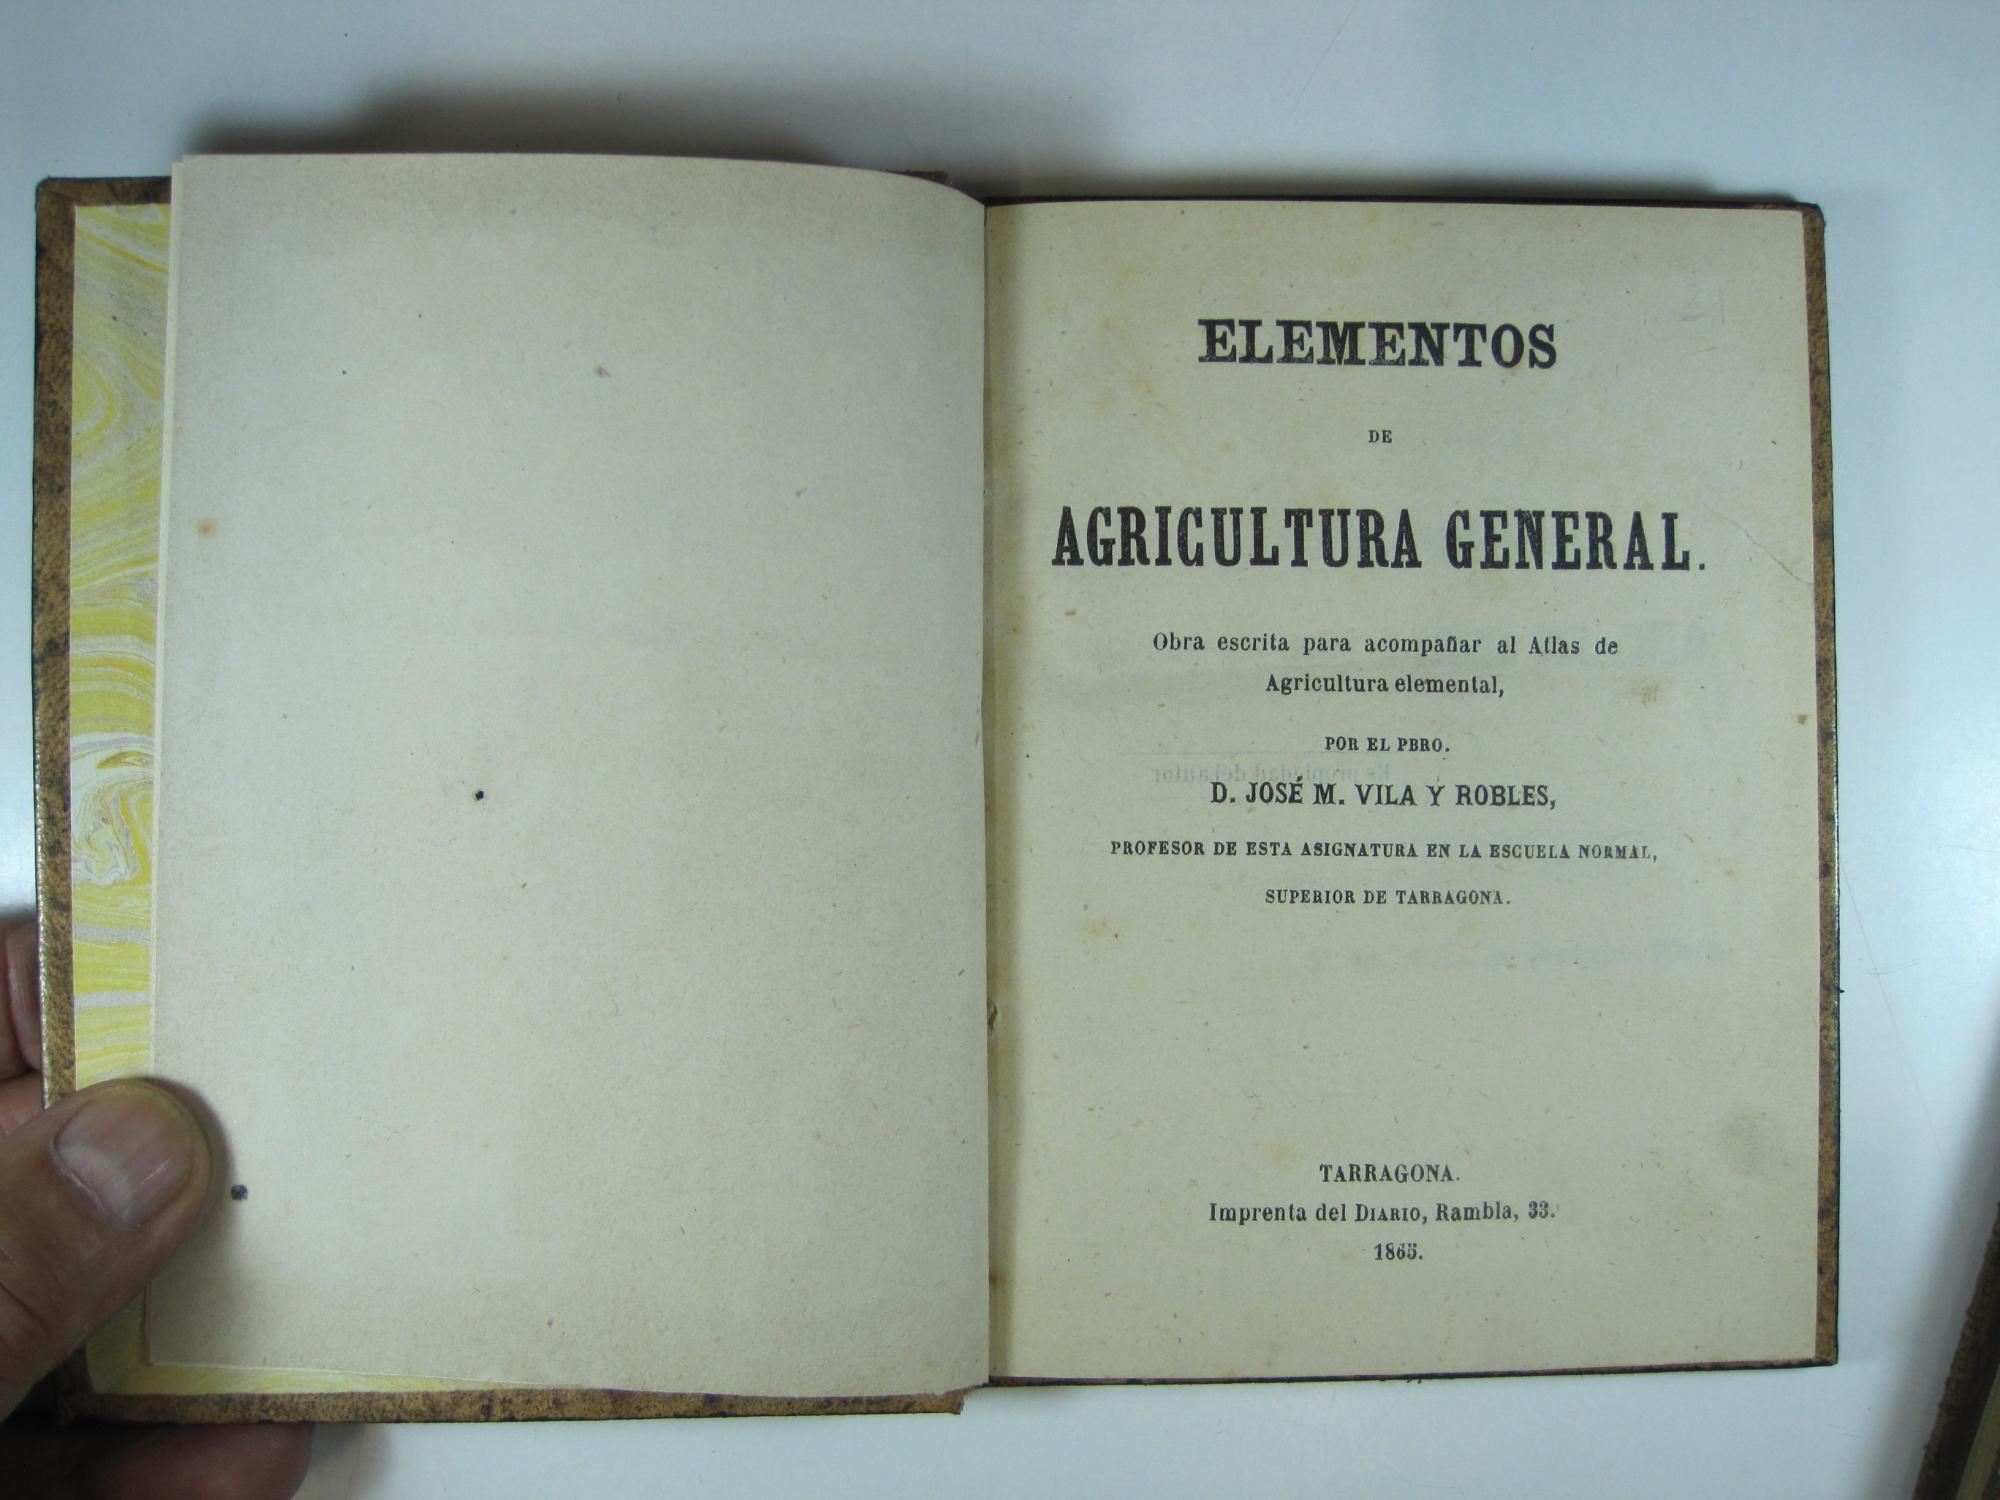 ELEMENTOS
DE
AGRICULTURA GENERAL.
Obra escrita para acompañar al Atlas de
Agricultura elemental,
POR EL PBRO.
D. JOSÉ M. VILA Y ROBLES,
PROFESOR DE ESTA ASIGNATURA EN LA ESCUELA NORMAL,
SUPERIOR DE TARRAGONA.
TARRAGONA.
Imprenta del DIARIO, Rambla, 33.
1865.